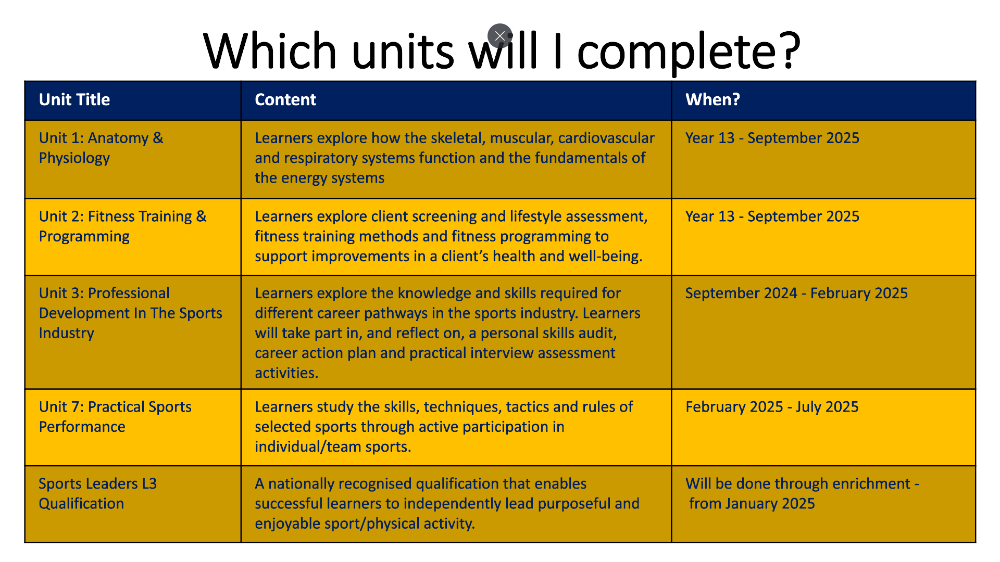 Which units will I complete?
Unit Title
Content
When?
Unit 1: Anatomy &
Physiology
Learners explore how the skeletal, muscular, cardiovascular
and respiratory systems function and the fundamentals of
the energy systems
Year 13 - September 2025
Unit 2: Fitness Training &
Programming
Learners explore client screening and lifestyle assessment,
fitness training methods and fitness programming to
support improvements in a client’s health and well-being.
Year 13 - September 2025
Unit 3: Professional
Development In The Sports
Industry
Learners explore the knowledge and skills required for
different career pathways in the sports industry. Learners
will take part in, and reflect on, a personal skills audit,
career action plan and practical interview assessment
activities.
September 2024 - February 2025
Unit 7: Practical Sports
Performance
Learners study the skills, techniques, tactics and rules of
selected sports through active participation in
individual/team sports.
February 2025 - July 2025
Sports Leaders L3
Qualification
A nationally recognised qualification that enables
successful learners to independently lead purposeful and
enjoyable sport/physical activity.
Will be done through enrichment -
from January 2025